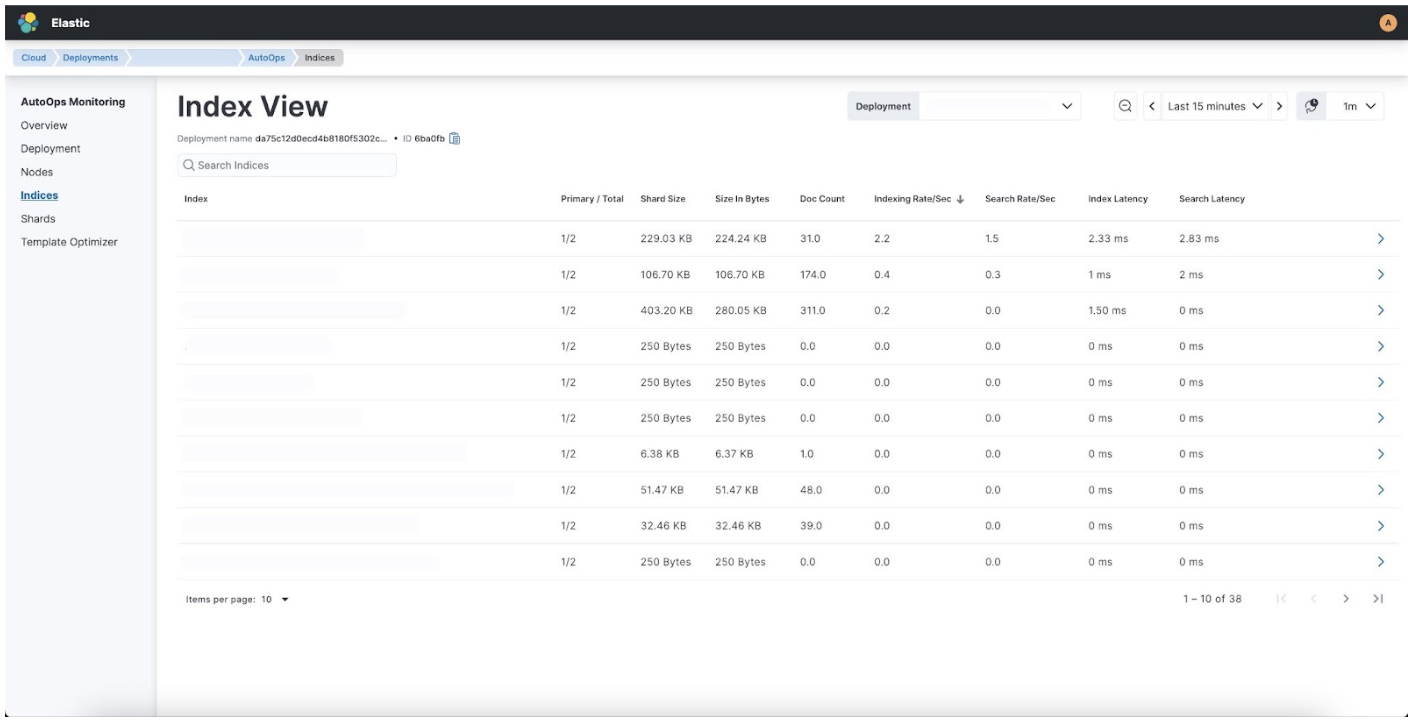 Elastic
A
Cloud Deployments AutoOps Indices
AutoOps Monitoring
Overview
Deployment
Nodes
Indices
Shards
Template Optimizer
Index View
Deployment
Last 15 minutes
1m
Deployment name da75c12d0ecd4b8180f5302c... • ID 6ba0fb
Search Indices
Index Primary / Total Shard Size Size In Bytes Doc Count Indexing Rate/Sec Search Rate/Sec Index Latency Search Latency
1/2 229.03 KB 224.24 KB 31.0 2.2 1.5 2.33 ms 2.83 ms
1/2 106.70 KB 106.70 KB 174.0 0.4 0.3 1 ms 2 ms
1/2 403.20 KB 280.05 KB 311.0 0.2 0.0 1.50 ms 0 ms
1/2 250 Bytes 250 Bytes 0.0 0.0 0.0 0 ms 0 ms
1/2 250 Bytes 250 Bytes 0.0 0.0 0.0 0 ms 0 ms
1/2 250 Bytes 250 Bytes 0.0 0.0 0.0 0 ms 0 ms
1/2 6.38 KB 6.37 KB 1.0 0.0 0.0 0 ms 0 ms
1/2 51.47 KB 51.47 KB 48.0 0.0 0.0 0 ms 0 ms
1/2 32.46 KB 32.46 KB 39.0 0.0 0.0 0 ms 0 ms
1/2 250 Bytes 250 Bytes 0.0 0.0 0.0 0 ms 0 ms
Items per page: 10
1 – 10 of 38